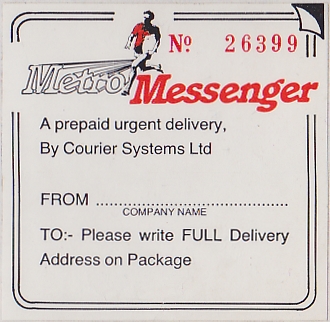 No 26399
Metro Messenger
A prepaid urgent delivery,
By Courier Systems Ltd
FROM ........................................
COMPANY NAME
TO:- Please write FULL Delivery
Address on Package